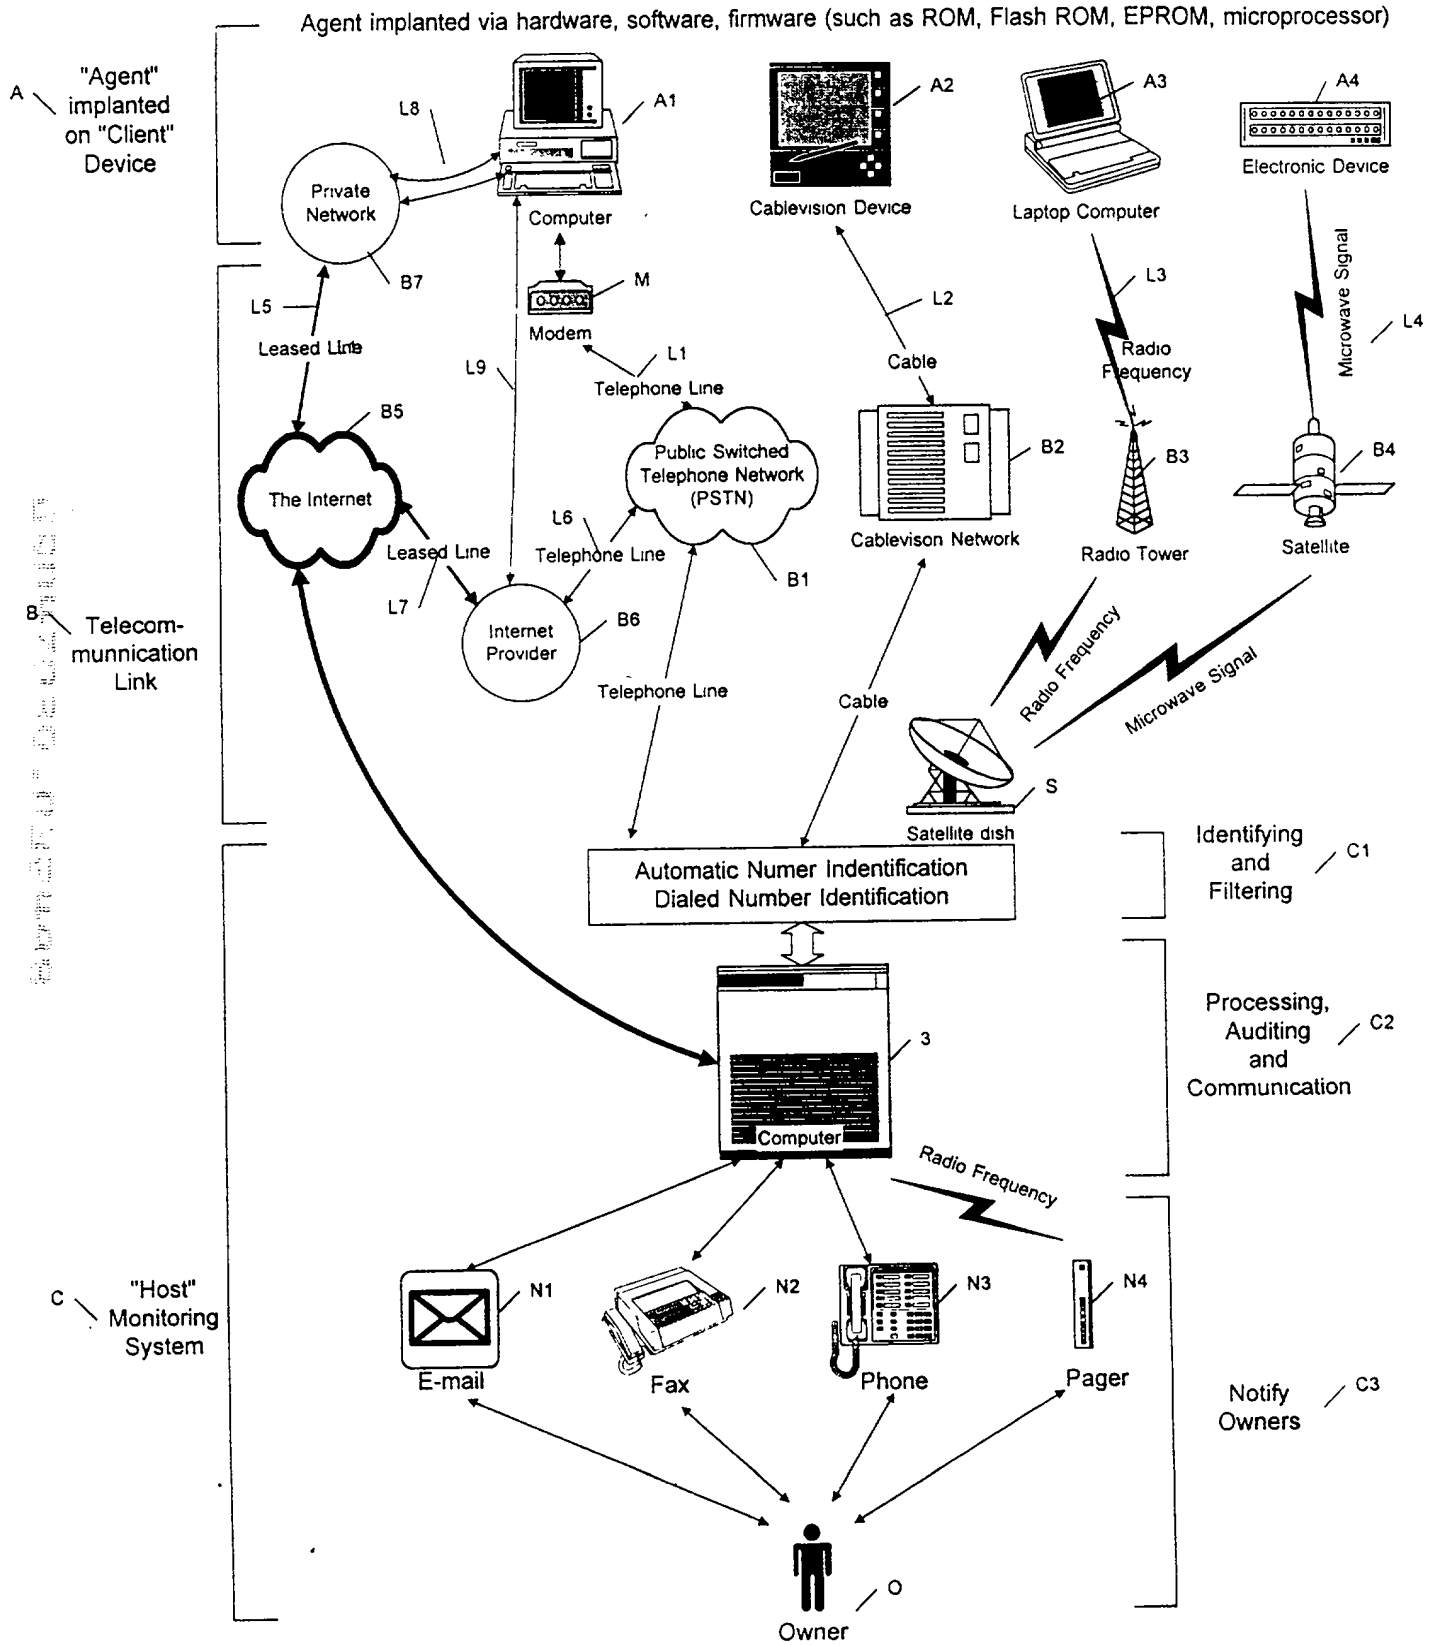 Agent implanted via hardware, software, firmware (such as ROM, Flash ROM, EPROM, microprocessor)
A
"Agent"
implanted
on "Client"
Device
L8
A1
A2
A3
A4
Private
Network
Computer
Cablevision Device
Laptop Computer
Electronic Device
B7
M
Modem
L5
Leased Line
L9
L1
Telephone Line
L2
Cable
L3
Radio
Frequency
Microwave Signal
L4
B5
The Internet
Public Switched
Telephone Network
(PSTN)
B2
B3
B4
Cablevison Network
Radio Tower
Satellite
L6
Telephone Line
Leased Line
L7
B1
B
Telecom-
munnication
Link
Internet
Provider
B6
Telephone Line
Cable
Radio Frequency
Microwave Signal
S
Satellite dish
Automatic Numer Indentification
Dialed Number Identification
Identifying
and
Filtering
C1
3
Computer
Processing,
Auditing
and
Communication
C2
Radio Frequency
C
"Host"
Monitoring
System
N1
E-mail
N2
Fax
N3
Phone
N4
Pager
Notify
Owners
C3
O
Owner